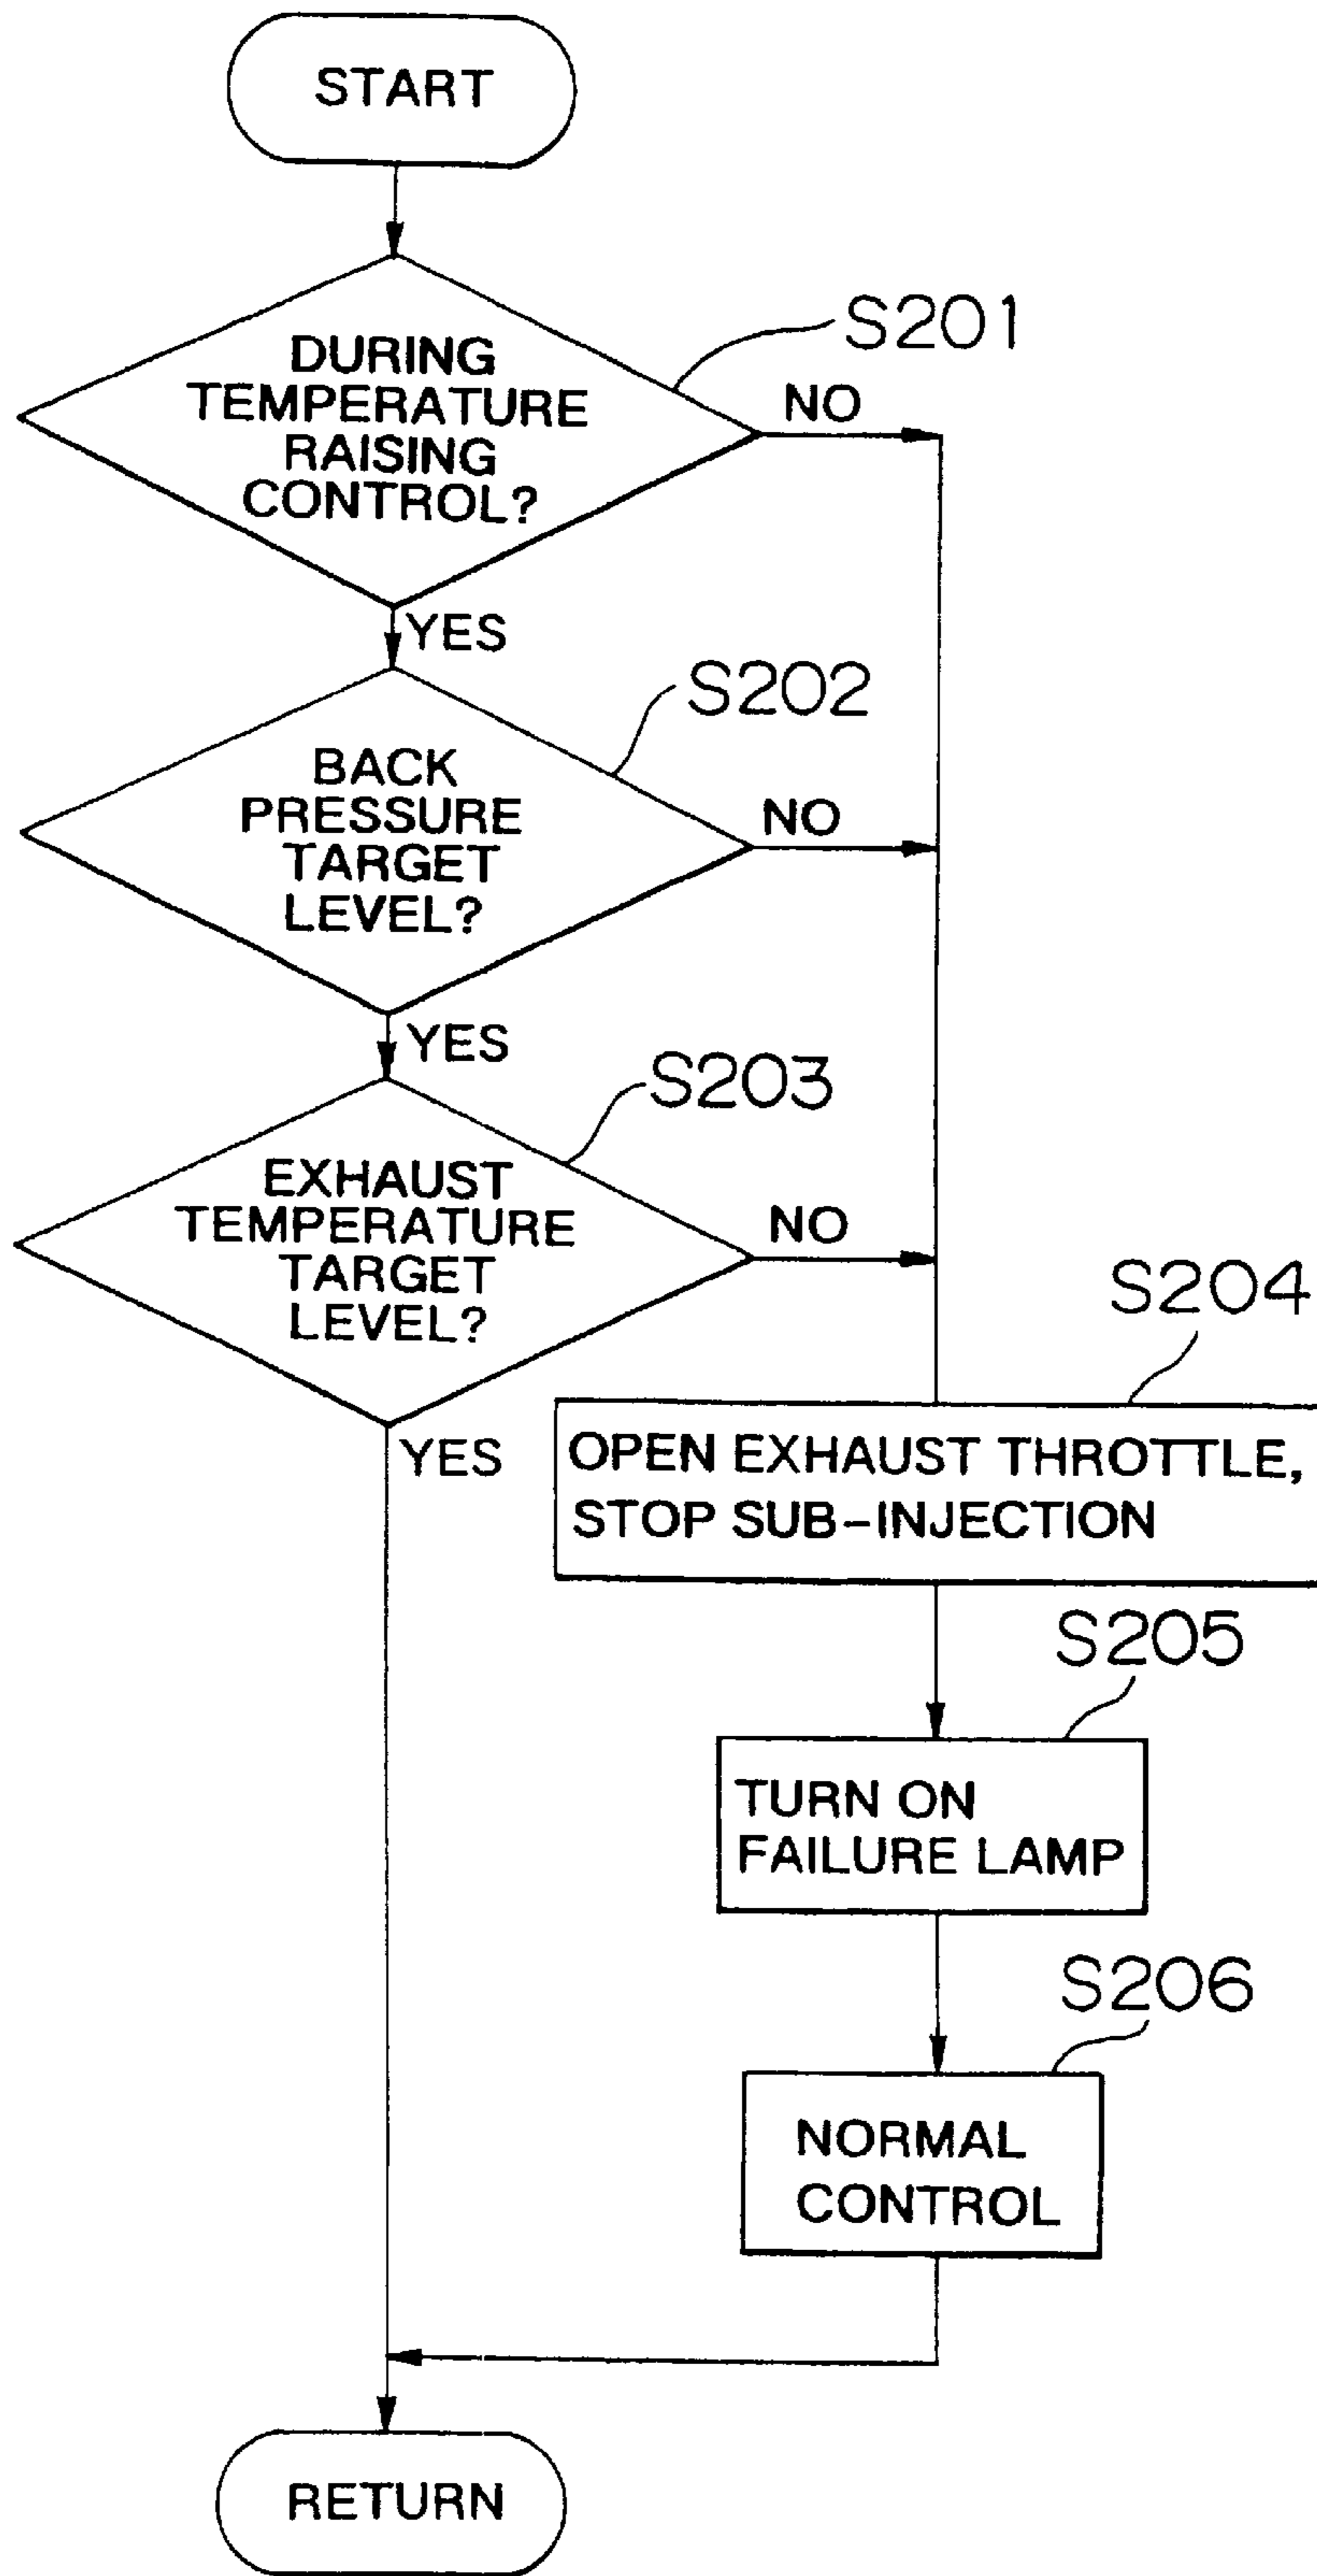 START
S201
DURING
TEMPERATURE
RAISING
CONTROL?
NO
YES
S202
BACK
PRESSURE
TARGET
LEVEL?
NO
YES
S203
EXHAUST
TEMPERATURE
TARGET
LEVEL?
NO
YES
S204
OPEN EXHAUST THROTTLE,
STOP SUB-INJECTION
S205
TURN ON
FAILURE LAMP
S206
NORMAL
CONTROL
RETURN